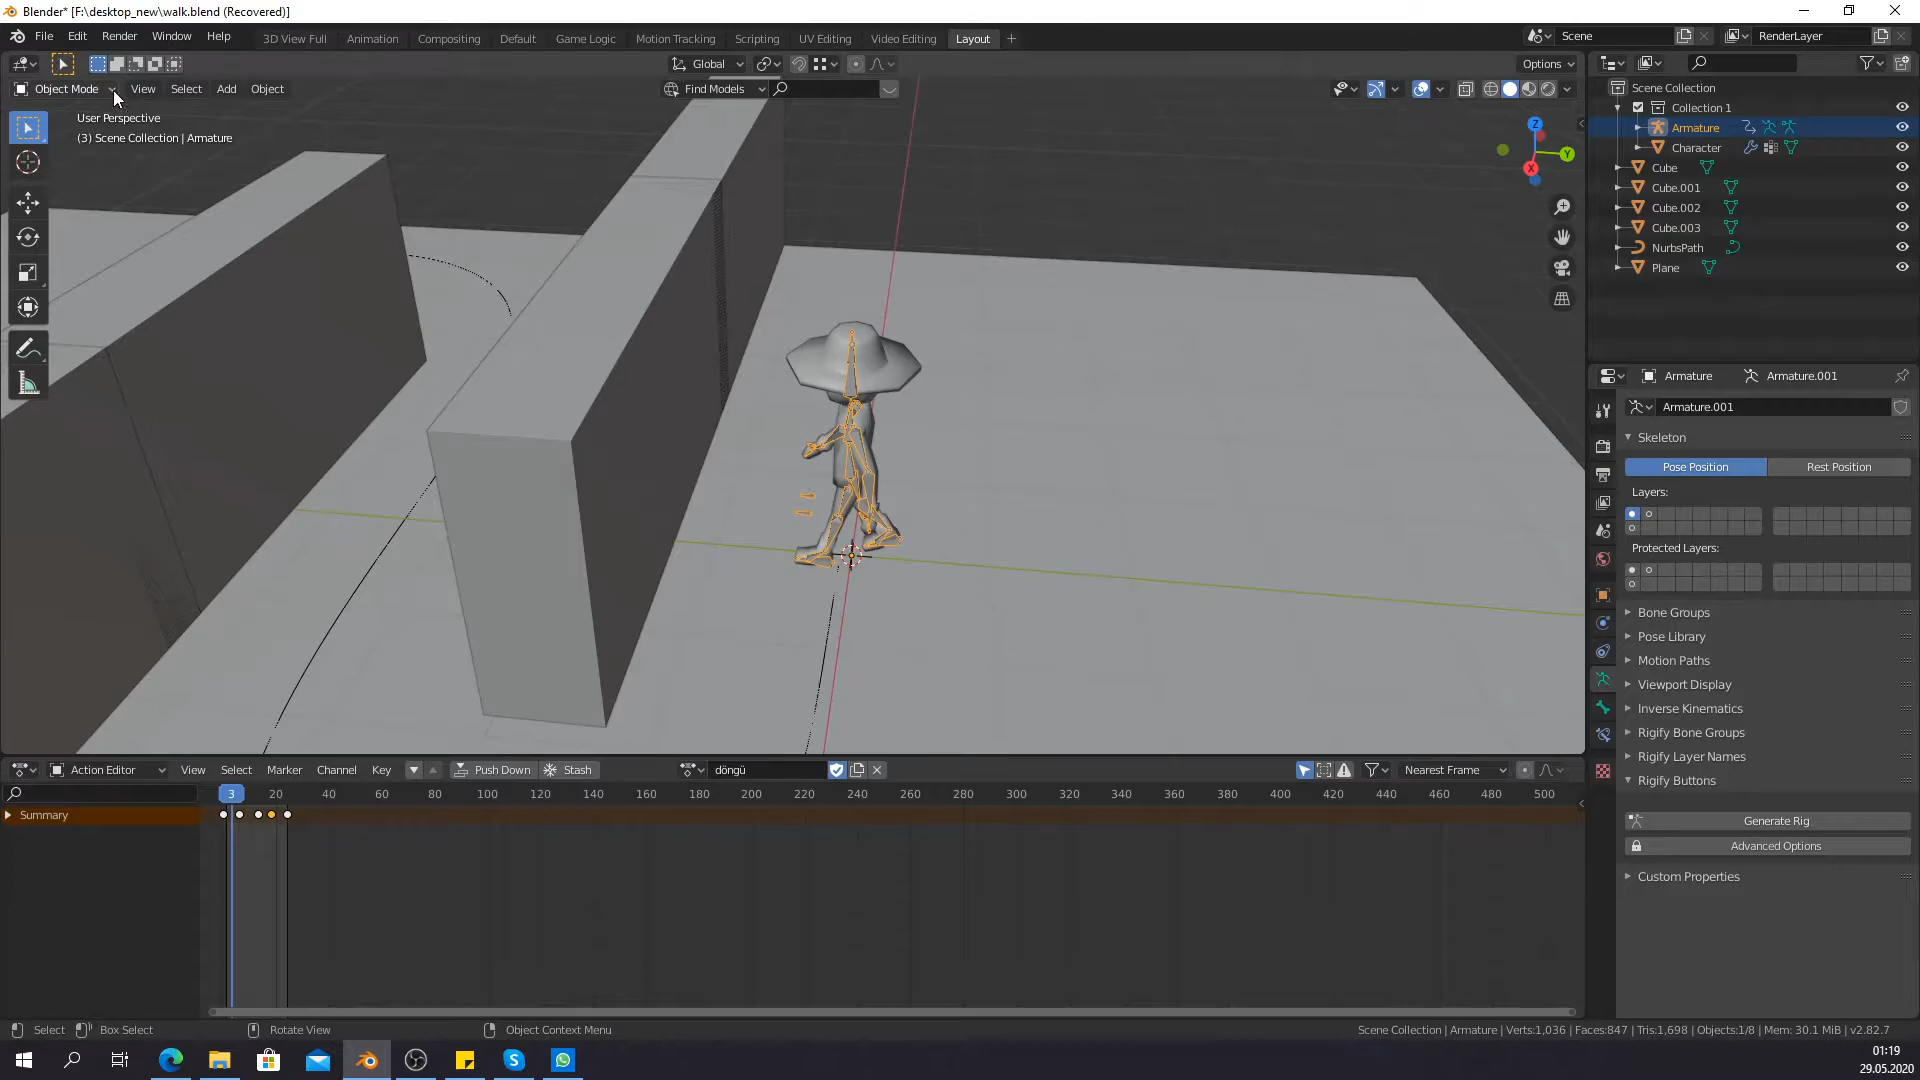 Blender* [F:\desktop_new\walk.blend (Recovered)]
File Edit Render Window Help
3D View Full Animation Compositing Default Game Logic Motion Tracking Scripting UV Editing Video Editing Layout
Scene RenderLayer
Global Options
Object Mode View Select Add Object
Find Models
User Perspective
(3) Scene Collection | Armature
Z
Y
X
Scene Collection
Collection 1
Armature
Character
Cube
Cube.001
Cube.002
Cube.003
NurbsPath
Plane
Armature Armature.001
Armature.001
Skeleton
Pose Position Rest Position
Layers:
Protected Layers:
Bone Groups
Pose Library
Motion Paths
Viewport Display
Inverse Kinematics
Rigify Bone Groups
Rigify Layer Names
Rigify Buttons
Generate Rig
Advanced Options
Custom Properties
Action Editor View Select Marker Channel Key Push Down Stash döngü Nearest Frame
3 20 40 60 80 100 120 140 160 180 200 220 240 260 280 300 320 340 360 380 400 420 440 460 480 500
Summary
Select Box Select Rotate View Object Context Menu
Scene Collection | Armature | Verts:1,036 | Faces:847 | Tris:1,698 | Objects:1/8 | Mem: 30.1 MiB | v2.82.7
01:19
29.05.2020